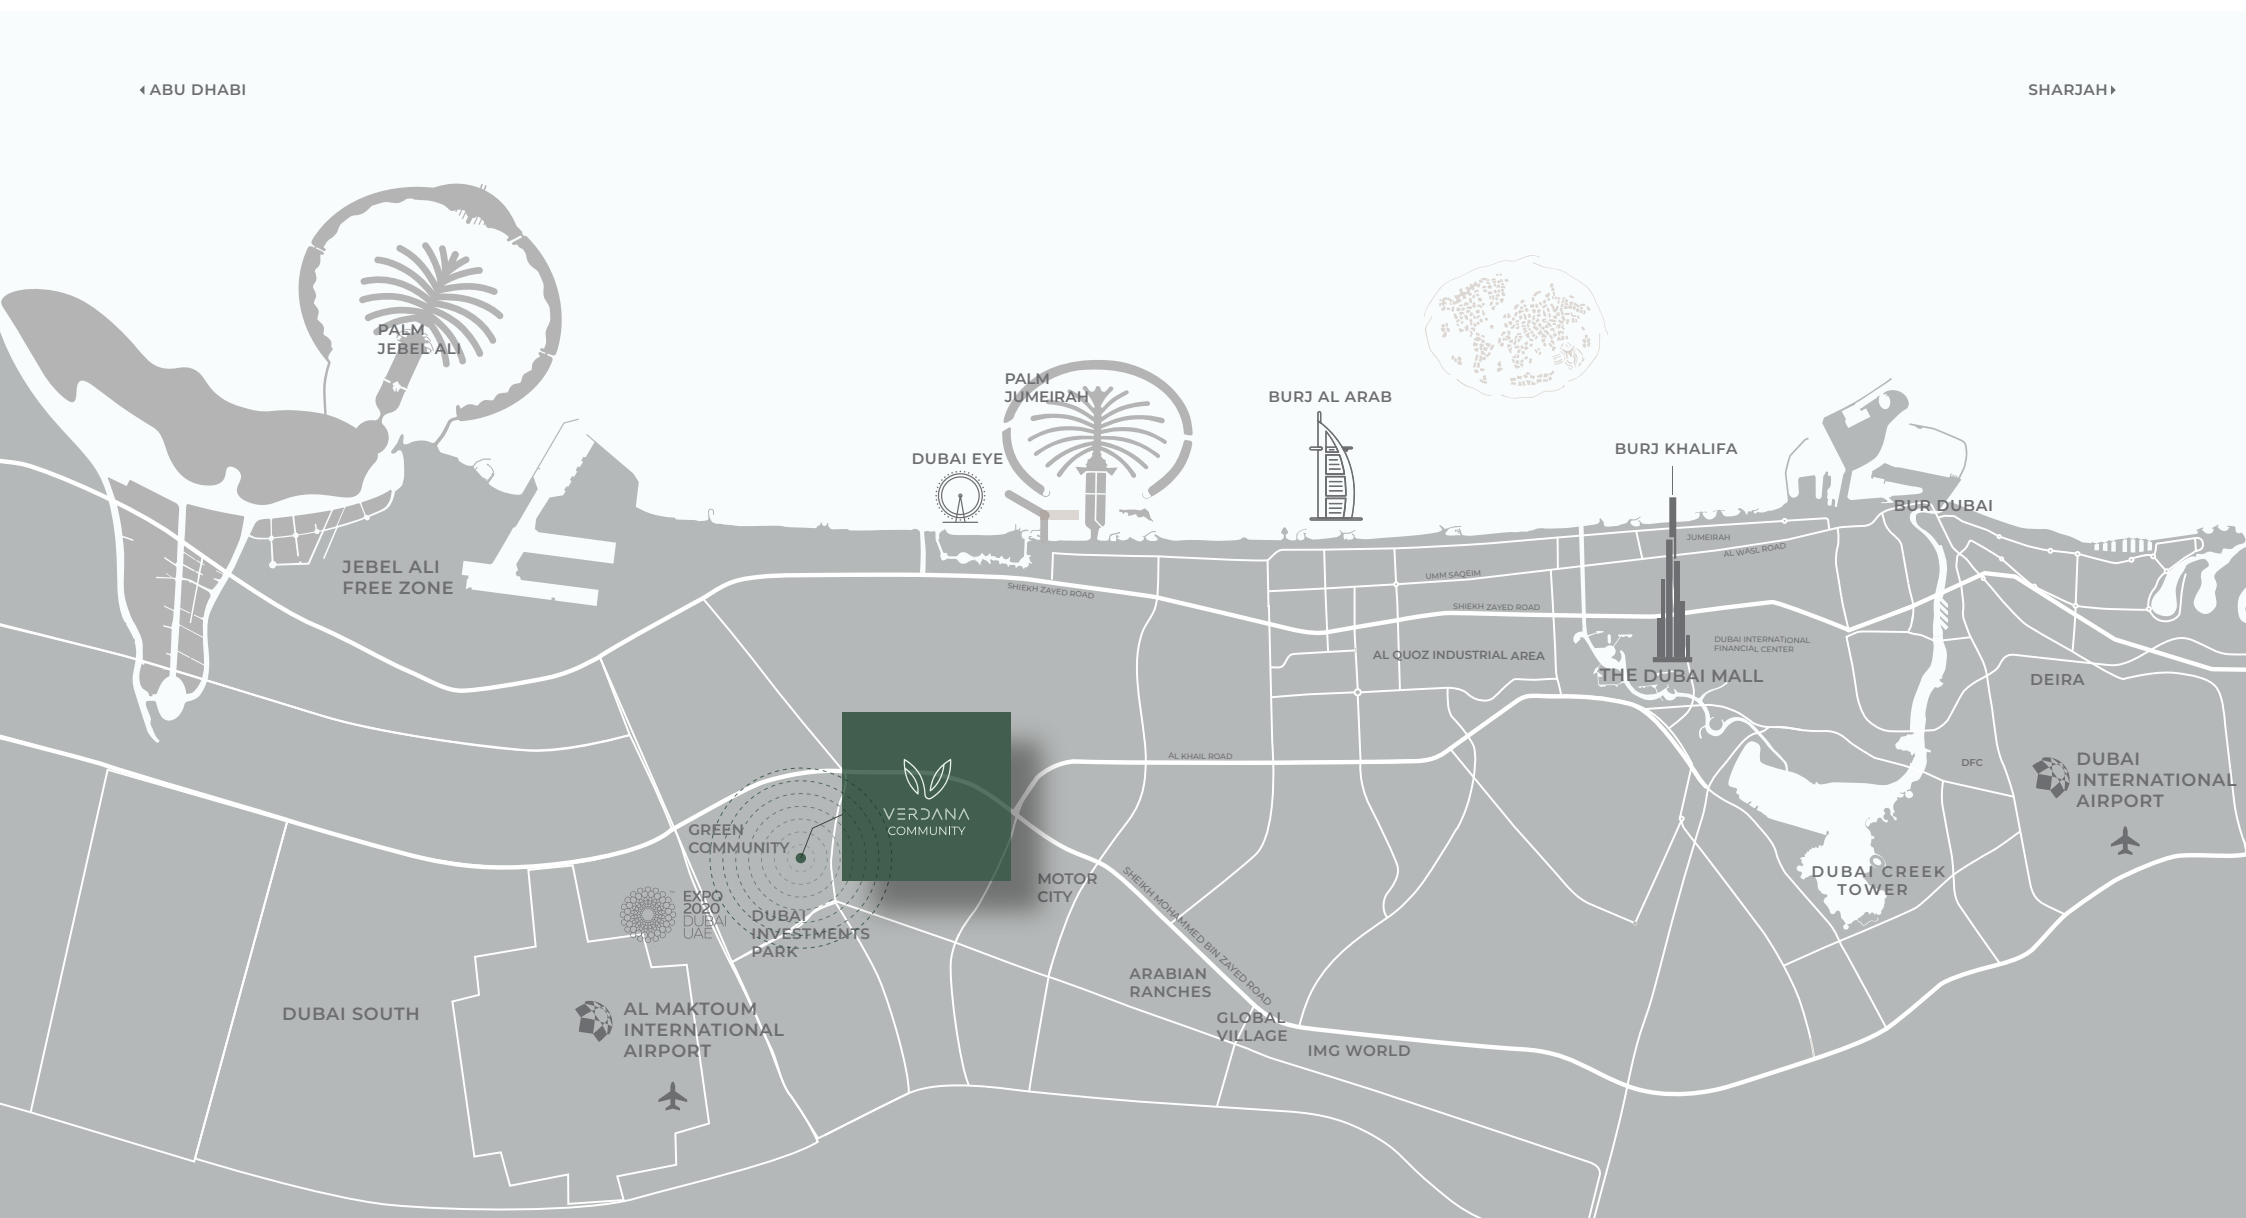 ABU DHABI
SHARJAH
PALM
JEBEL ALI
PALM
JUMEIRAH
BURJ AL ARAB
BURJ KHALIFA
DUBAI EYE
BUR DUBAI
JUMEIRAH
AL WASL ROAD
JEBEL ALI
FREE ZONE
UMM SAQEIM
SHIEKH ZAYED ROAD
SHIEKH ZAYED ROAD
DUBAI INTERNATIONAL
FINANCIAL CENTER
AL QUOZ INDUSTRIAL AREA
THE DUBAI MALL
DEIRA
AL KHAIL ROAD
DFC
DUBAI
INTERNATIONAL
AIRPORT
VERDANA
COMMUNITY
GREEN
COMMUNITY
MOTOR
CITY
SHEIKH MOHAMMED BIN ZAYED ROAD
DUBAI CREEK
TOWER
EXPO
2020
DUBAI
UAE
DUBAI
INVESTMENTS
PARK
ARABIAN
RANCHES
DUBAI SOUTH
AL MAKTOUM
INTERNATIONAL
AIRPORT
GLOBAL
VILLAGE
IMG WORLD